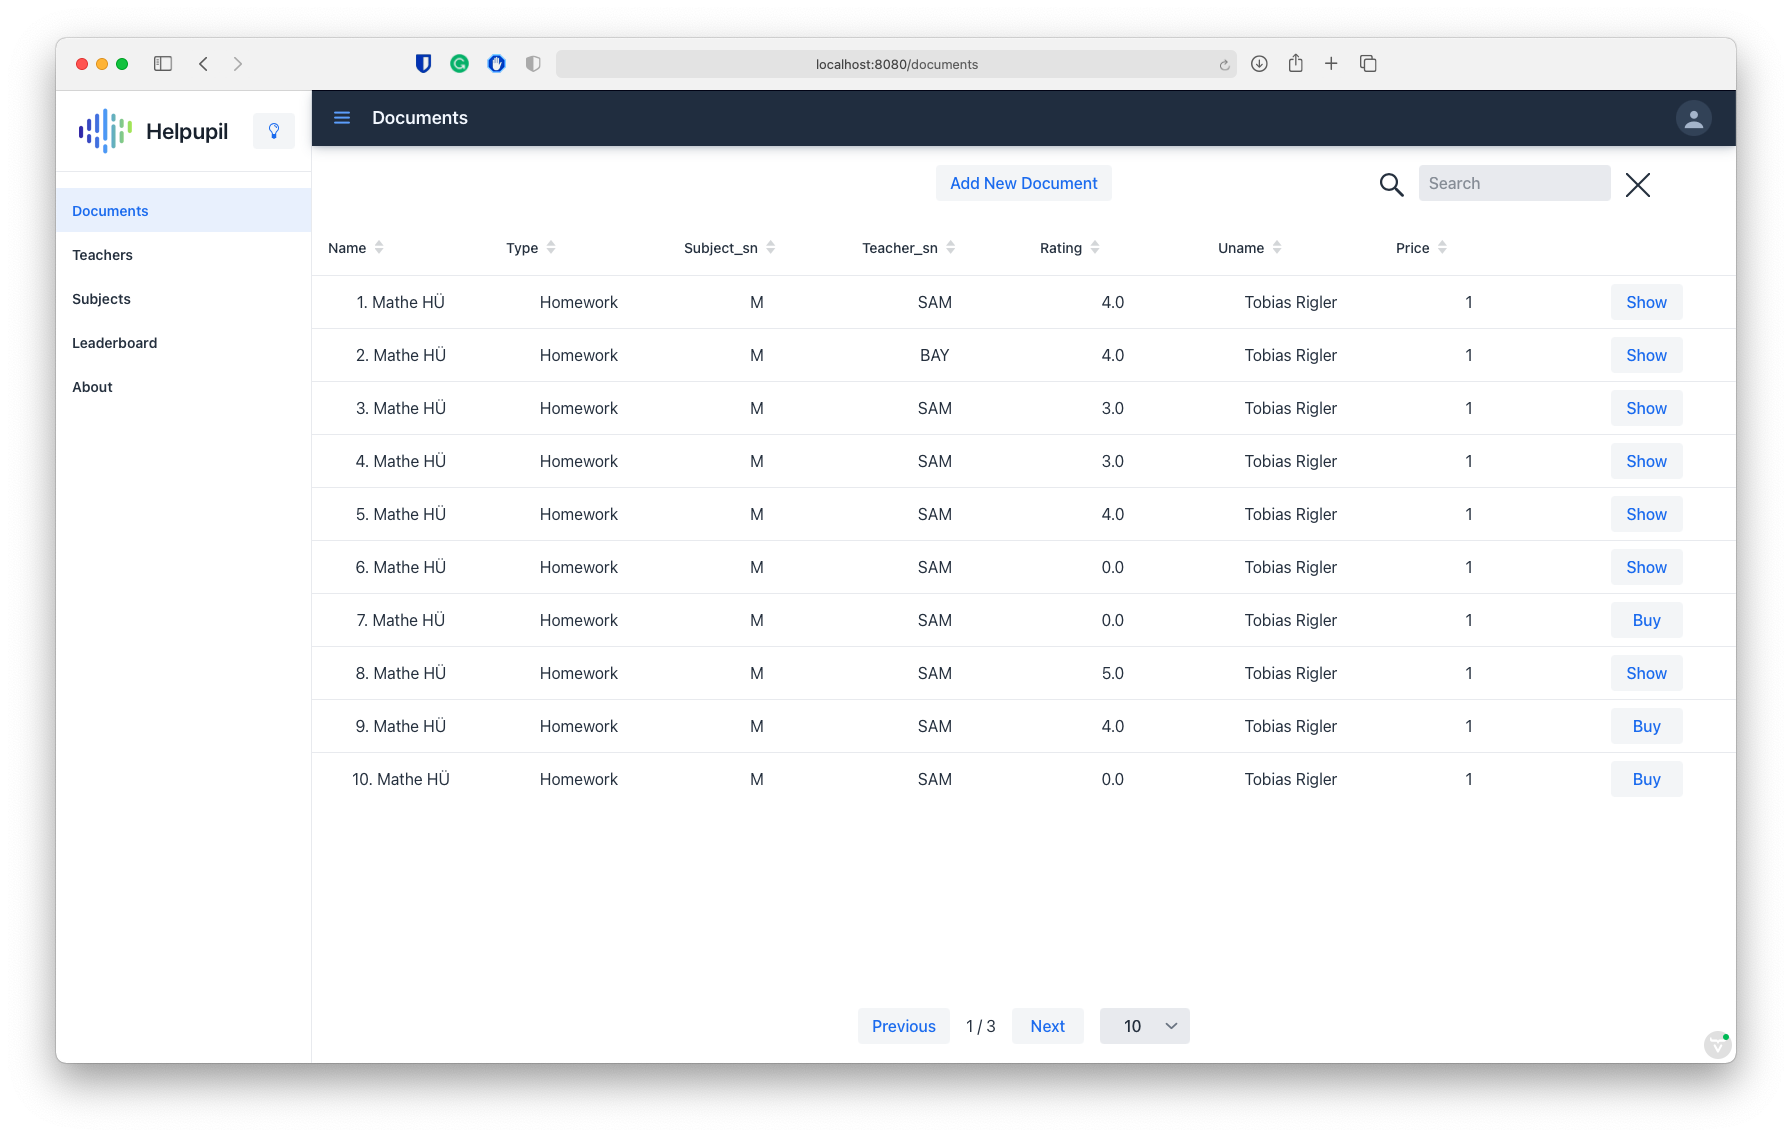 localhost:8080/documents
Helpupil
Documents
Documents
Teachers
Subjects
Leaderboard
About
Add New Document
Search
Name Type Subject_sn Teacher_sn Rating Uname Price
1. Mathe HÜ Homework M SAM 4.0 Tobias Rigler 1 Show
2. Mathe HÜ Homework M BAY 4.0 Tobias Rigler 1 Show
3. Mathe HÜ Homework M SAM 3.0 Tobias Rigler 1 Show
4. Mathe HÜ Homework M SAM 3.0 Tobias Rigler 1 Show
5. Mathe HÜ Homework M SAM 4.0 Tobias Rigler 1 Show
6. Mathe HÜ Homework M SAM 0.0 Tobias Rigler 1 Show
7. Mathe HÜ Homework M SAM 0.0 Tobias Rigler 1 Buy
8. Mathe HÜ Homework M SAM 5.0 Tobias Rigler 1 Show
9. Mathe HÜ Homework M SAM 4.0 Tobias Rigler 1 Buy
10. Mathe HÜ Homework M SAM 0.0 Tobias Rigler 1 Buy
Previous 1 / 3 Next 10